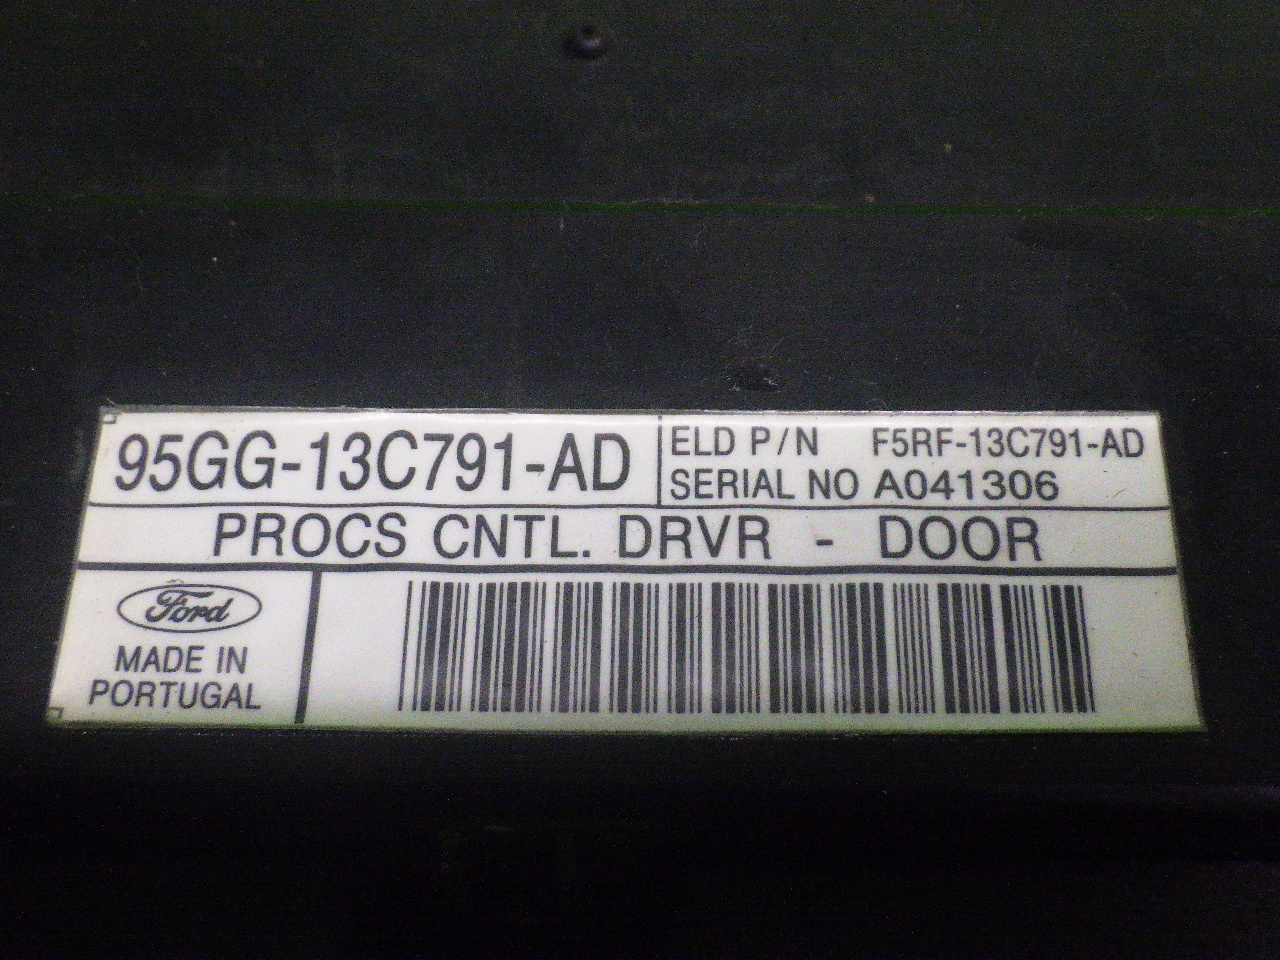 95GG-13C791-AD
ELD P/N F5RF-13C791-AD
SERIAL NO A041306
PROCS CNTL. DRVR - DOOR
Ford
MADE IN
PORTUGAL